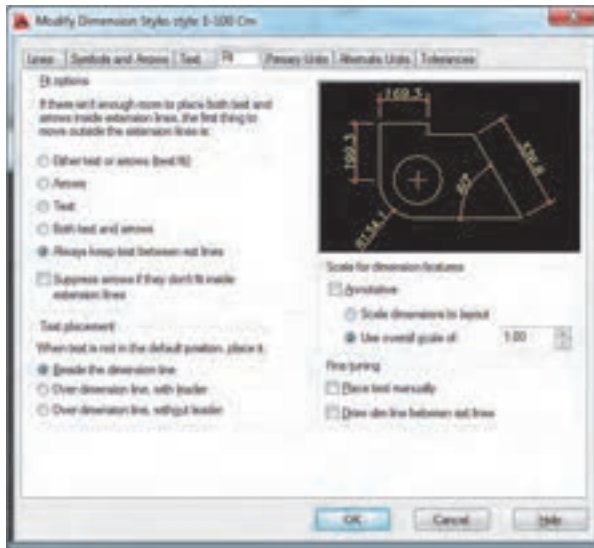 Modify Dimension Styles style 1-100 Cm
Lines Symbols and Arrows Text Fit Primary Units Alternate Units Tolerances
Fit options
If there isn't enough room to place both text and
arrows inside extension lines, the first thing to
move outside the extension lines is:
Either text or arrows (best fit)
Arrows
Text
Both text and arrows
Always keep text between ext lines
Suppress arrows if they don't fit inside
extension lines
Text placement
When text is not in the default position, place it:
Beside the dimension line
Over dimension line, with leader
Over dimension line, without leader
169.3
60°
Scale for dimension features
Annotative
Scale dimensions to layout
Use overall scale of: 1.00
Fine tuning
Place text manually
Draw dim line between ext lines
OK Cancel Help